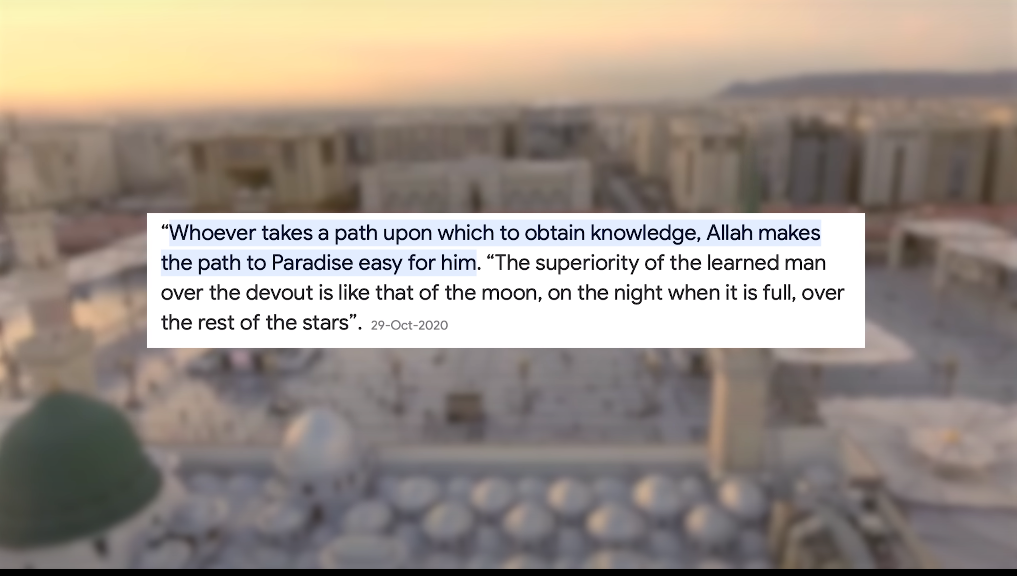 “Whoever takes a path upon which to obtain knowledge, Allah makes
the path to Paradise easy for him. “The superiority of the learned man
over the devout is like that of the moon, on the night when it is full, over
the rest of the stars”. 29-Oct-2020